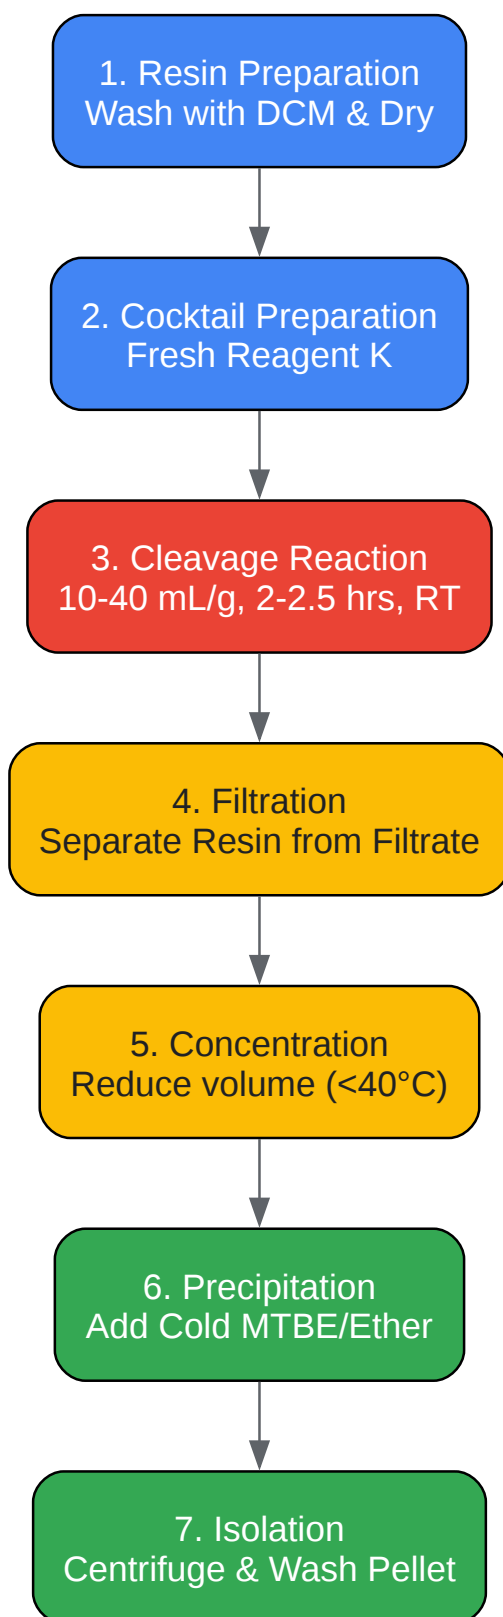 1. Resin Preparation
Wash with DCM & Dry
2. Cocktail Preparation
Fresh Reagent K
3. Cleavage Reaction
10-40 mL/g, 2-2.5 hrs, RT
4. Filtration
Separate Resin from Filtrate
5. Concentration
Reduce volume (<40°C)
6. Precipitation
Add Cold MTBE/Ether
7. Isolation
Centrifuge & Wash Pellet